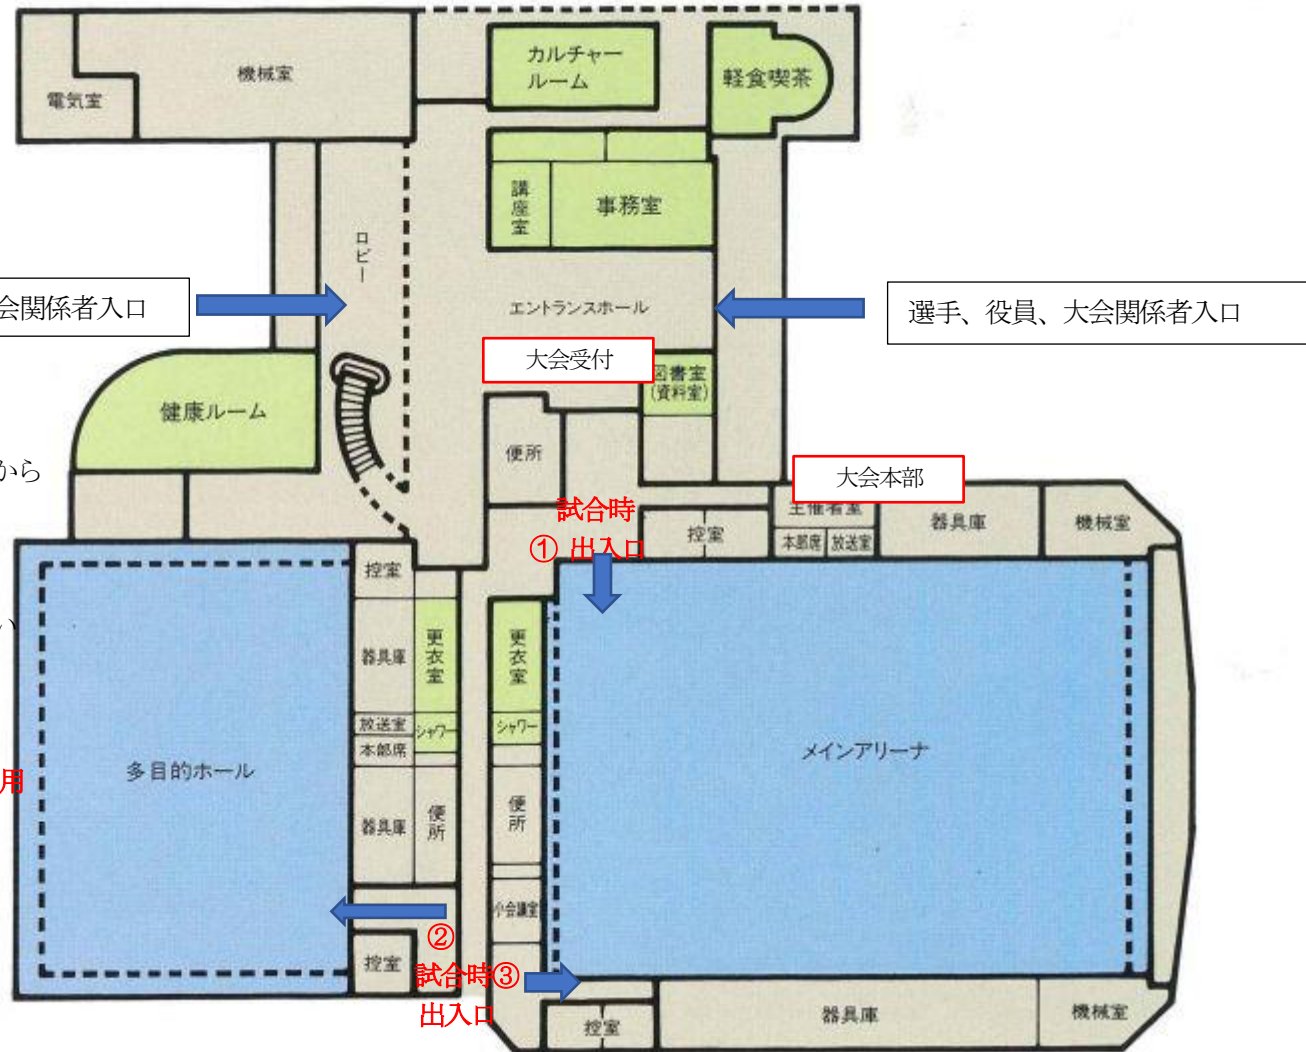 カルチャー
ルーム
軽食喫茶
機械室
電気室
講座室
事務室
ロビー
エントランスホール
会関係者入口
選手、役員、大会関係者入口
大会受付
図書室
(資料室)
健康ルーム
便所
から
大会本部
主催者室
本部席
放送室
器具庫
機械室
試合時
① 出入口
控室
控室
い
器具庫
更衣室
更衣室
放送室
シャワー
シャワー
本部席
多目的ホール
メインアリーナ
用
器具庫
便所
便所
小会議室
②
控室
試合時③
出入口
控室
器具庫
機械室